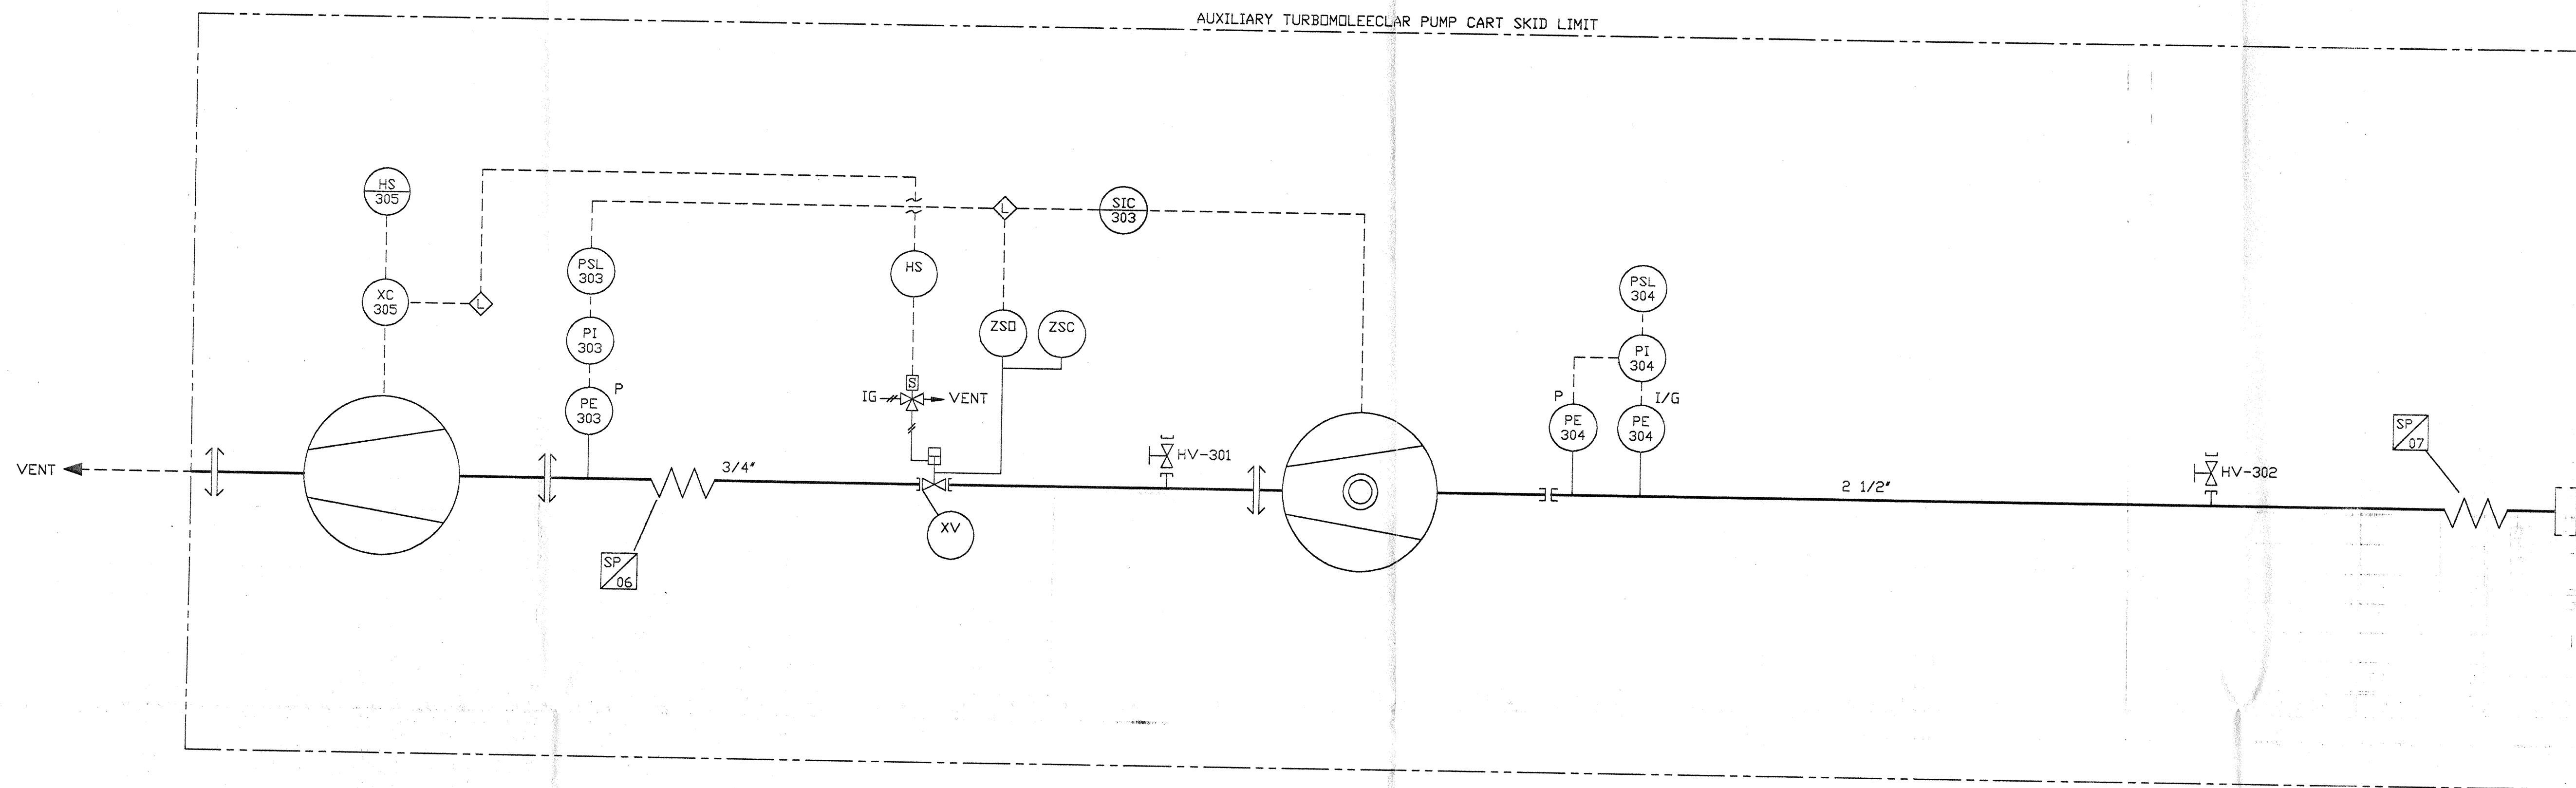 AUXILIARY TURBOMOLEECLAR PUMP CART SKID LIMIT
HS
305
XC
305
L
PSL
303
PI
303
PE
303
P
HS
L
SIC
303
ZSO
ZSC
S
IG
VENT
PSL
304
PI
304
P
PE
304
I/G
PE
304
VENT
3/4"
HV-301
XV
SP
06
2 1/2"
HV-302
SP
07